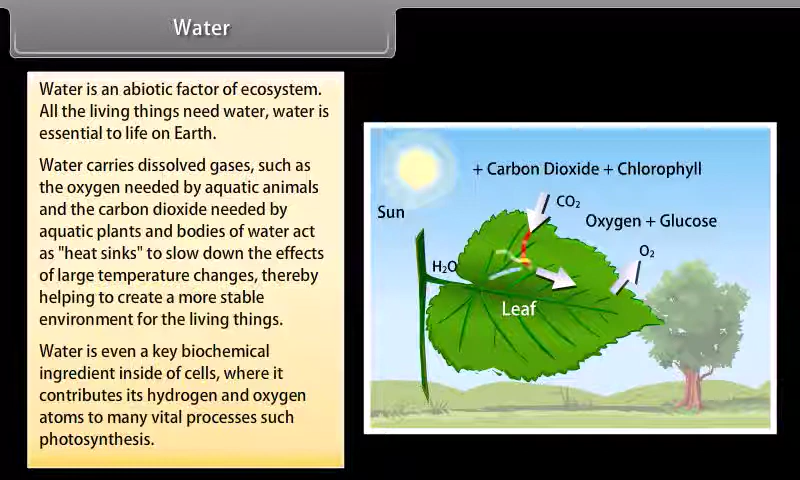 Water
Water is an abiotic factor of ecosystem.
All the living things need water, water is
essential to life on Earth.
Water carries dissolved gases, such as
the oxygen needed by aquatic animals
and the carbon dioxide needed by
aquatic plants and bodies of water act
as "heat sinks" to slow down the effects
of large temperature changes, thereby
helping to create a more stable
environment for the living things.
Water is even a key biochemical
ingredient inside of cells, where it
contributes its hydrogen and oxygen
atoms to many vital processes such
photosynthesis.
+ Carbon Dioxide + Chlorophyll
CO₂
Sun
Oxygen + Glucose
O₂
H₂O
Leaf